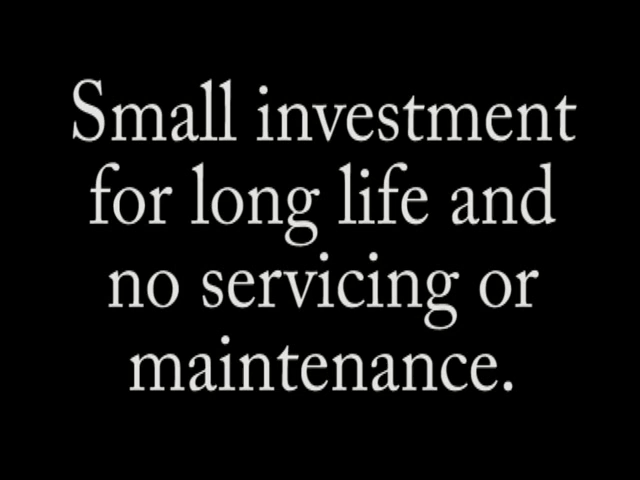 Small investment
for long life and
no servicing or
maintenance.